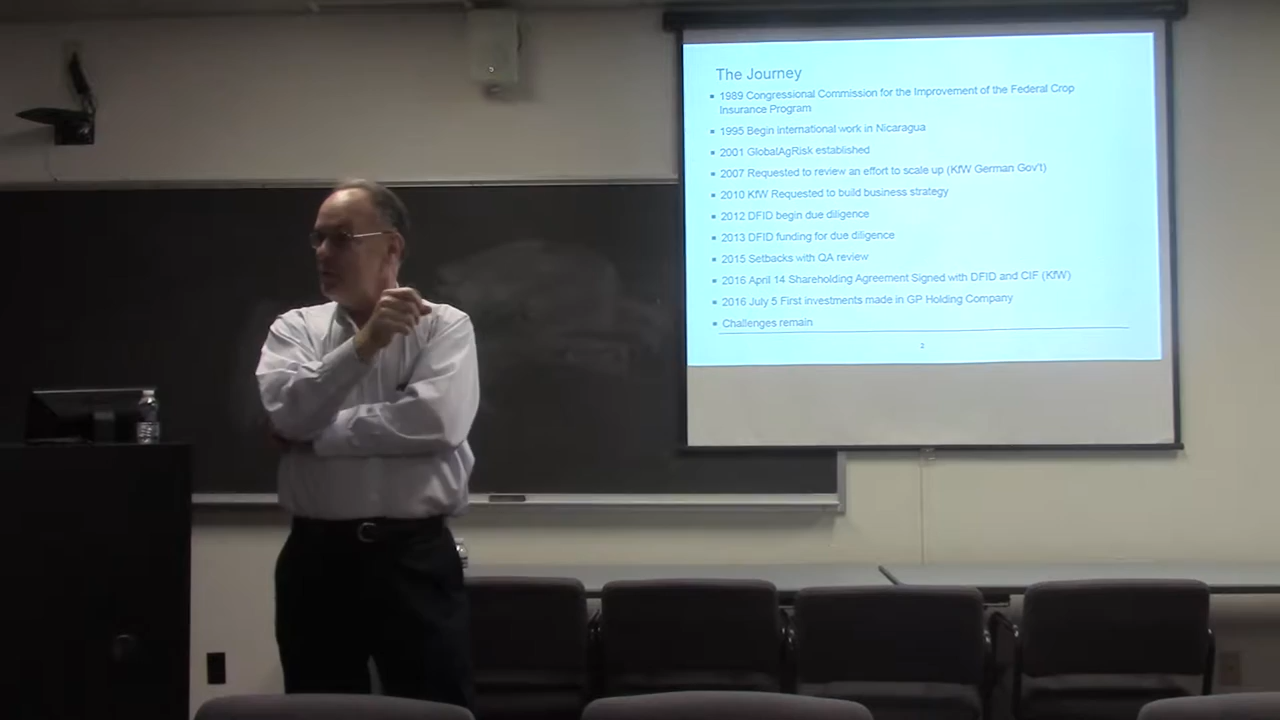 The Journey
▪ 1989 Congressional Commission for the Improvement of the Federal Crop
Insurance Program
▪ 1995 Begin international work in Nicaragua
▪ 2001 GlobalAgRisk established
▪ 2007 Requested to review an effort to scale up (KfW German Gov't)
▪ 2010 KfW Requested to build business strategy
▪ 2012 DFID begin due diligence
▪ 2013 DFID funding for due diligence
▪ 2015 Setbacks with QA review
▪ 2016 April 14 Shareholding Agreement Signed with DFID and CIF (KfW)
▪ 2016 July 5 First investments made in GP Holding Company
▪ Challenges remain
2